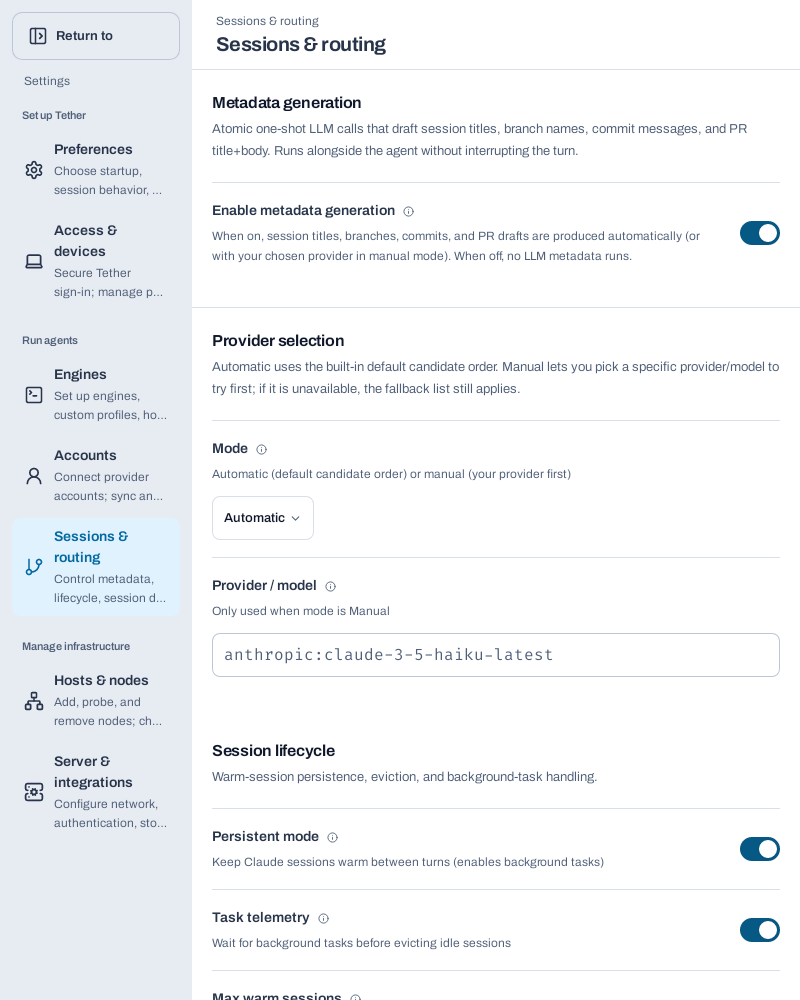 Return to
Settings
Set up Tether
Preferences
Choose startup,
session behavior, ...
Access &
devices
Secure Tether
sign-in; manage p...
Run agents
Engines
Set up engines,
custom profiles, ho...
Accounts
Connect provider
accounts; sync an...
Sessions &
routing
Control metadata,
lifecycle, session d...
Manage infrastructure
Hosts & nodes
Add, probe, and
remove nodes; ch...
Server &
integrations
Configure network,
authentication, sto...
Sessions & routing
Sessions & routing
Metadata generation
Atomic one-shot LLM calls that draft session titles, branch names, commit messages, and PR
title+body. Runs alongside the agent without interrupting the turn.
Enable metadata generation
When on, session titles, branches, commits, and PR drafts are produced automatically (or
with your chosen provider in manual mode). When off, no LLM metadata runs.
Provider selection
Automatic uses the built-in default candidate order. Manual lets you pick a specific provider/model to
try first; if it is unavailable, the fallback list still applies.
Mode
Automatic (default candidate order) or manual (your provider first)
Automatic
Provider / model
Only used when mode is Manual
anthropic:claude-3-5-haiku-latest
Session lifecycle
Warm-session persistence, eviction, and background-task handling.
Persistent mode
Keep Claude sessions warm between turns (enables background tasks)
Task telemetry
Wait for background tasks before evicting idle sessions
Max warm sessions